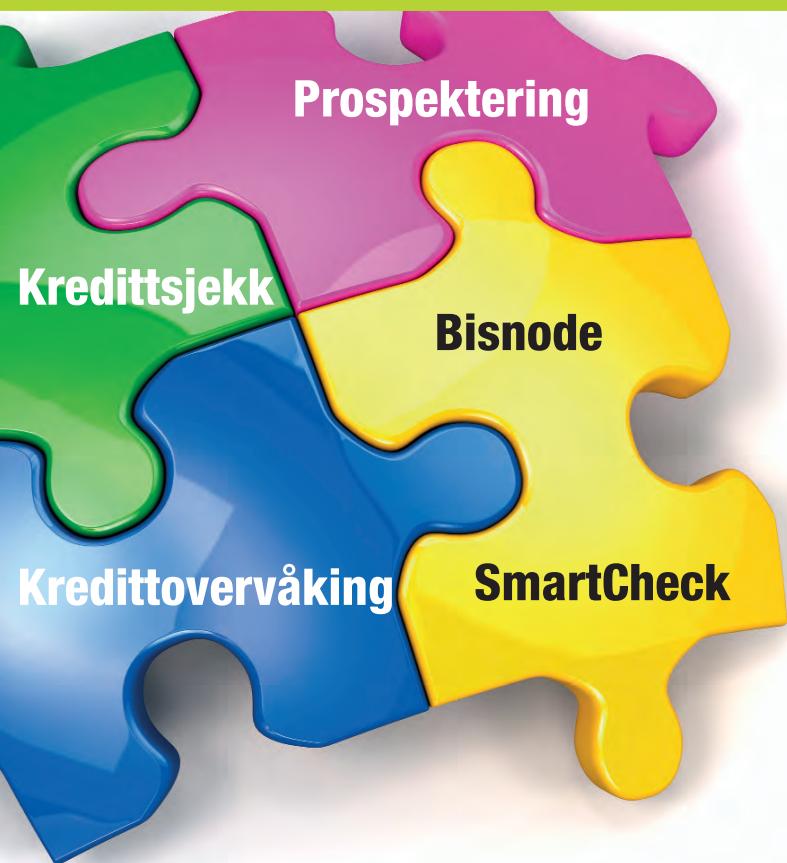 Prospektering
Kredittsjekk
Bisnode
Kredittovervåking
SmartCheck